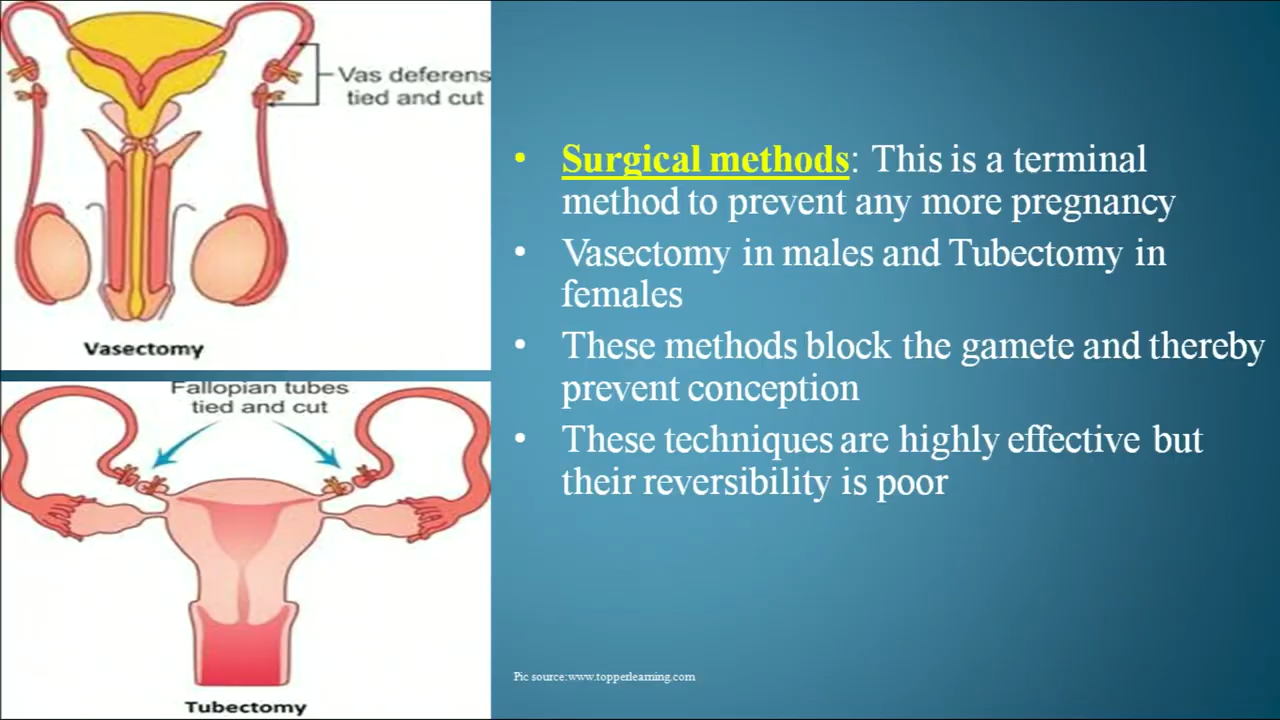 Vas deferens
tied and cut
Vasectomy
Fallopian tubes
tied and cut
Tubectomy
• Surgical methods: This is a terminal
method to prevent any more pregnancy
• Vasectomy in males and Tubectomy in
females
• These methods block the gamete and thereby
prevent conception
• These techniques are highly effective but
their reversibility is poor
Pic source:www.topperlearning.com